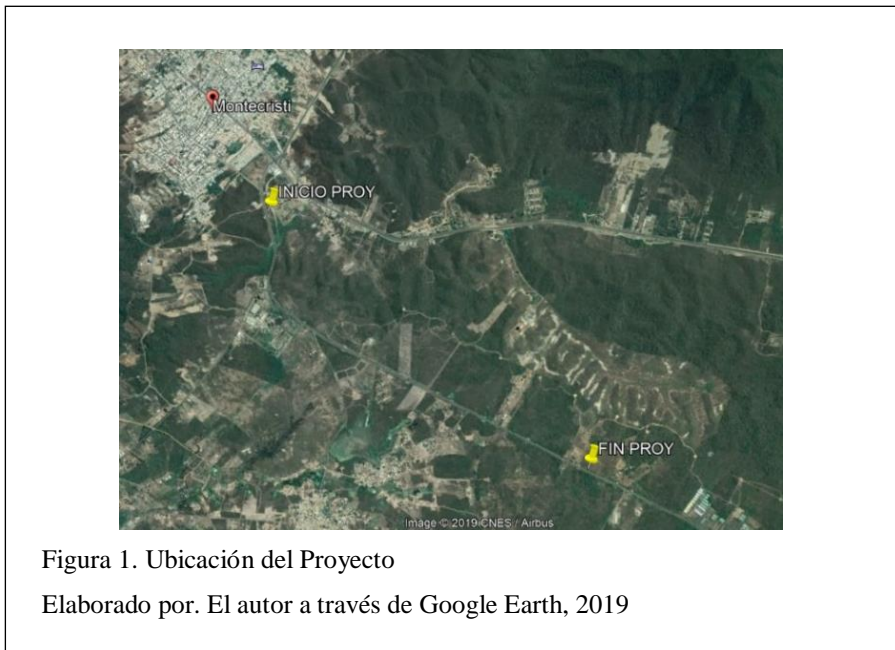 Montecristi
INICIO PROY
FIN PROY
Image © 2019 CNES / Airbus
Figura 1. Ubicación del Proyecto
Elaborado por. El autor a través de Google Earth, 2019